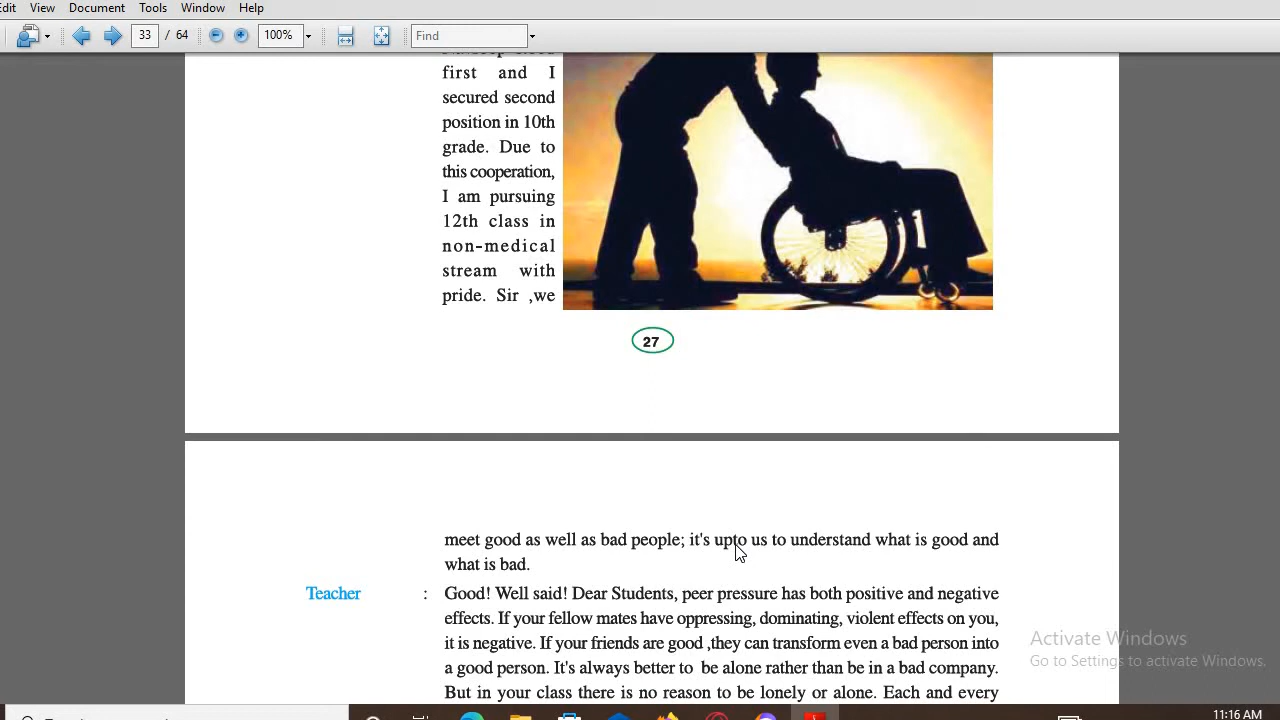 Edit View Document Tools Window Help
33 / 64 100% Find
first and I
secured second
position in 10th
grade. Due to
this cooperation,
I am pursuing
12th class in
non-medical
stream with
pride. Sir ,we
27
meet good as well as bad people; it's upto us to understand what is good and
what is bad.
Teacher : Good! Well said! Dear Students, peer pressure has both positive and negative
effects. If your fellow mates have oppressing, dominating, violent effects on you,
it is negative. If your friends are good ,they can transform even a bad person into
a good person. It's always better to be alone rather than be in a bad company.
But in your class there is no reason to be lonely or alone. Each and every
Activate Windows
Go to Settings to activate Windows.
11:16 AM